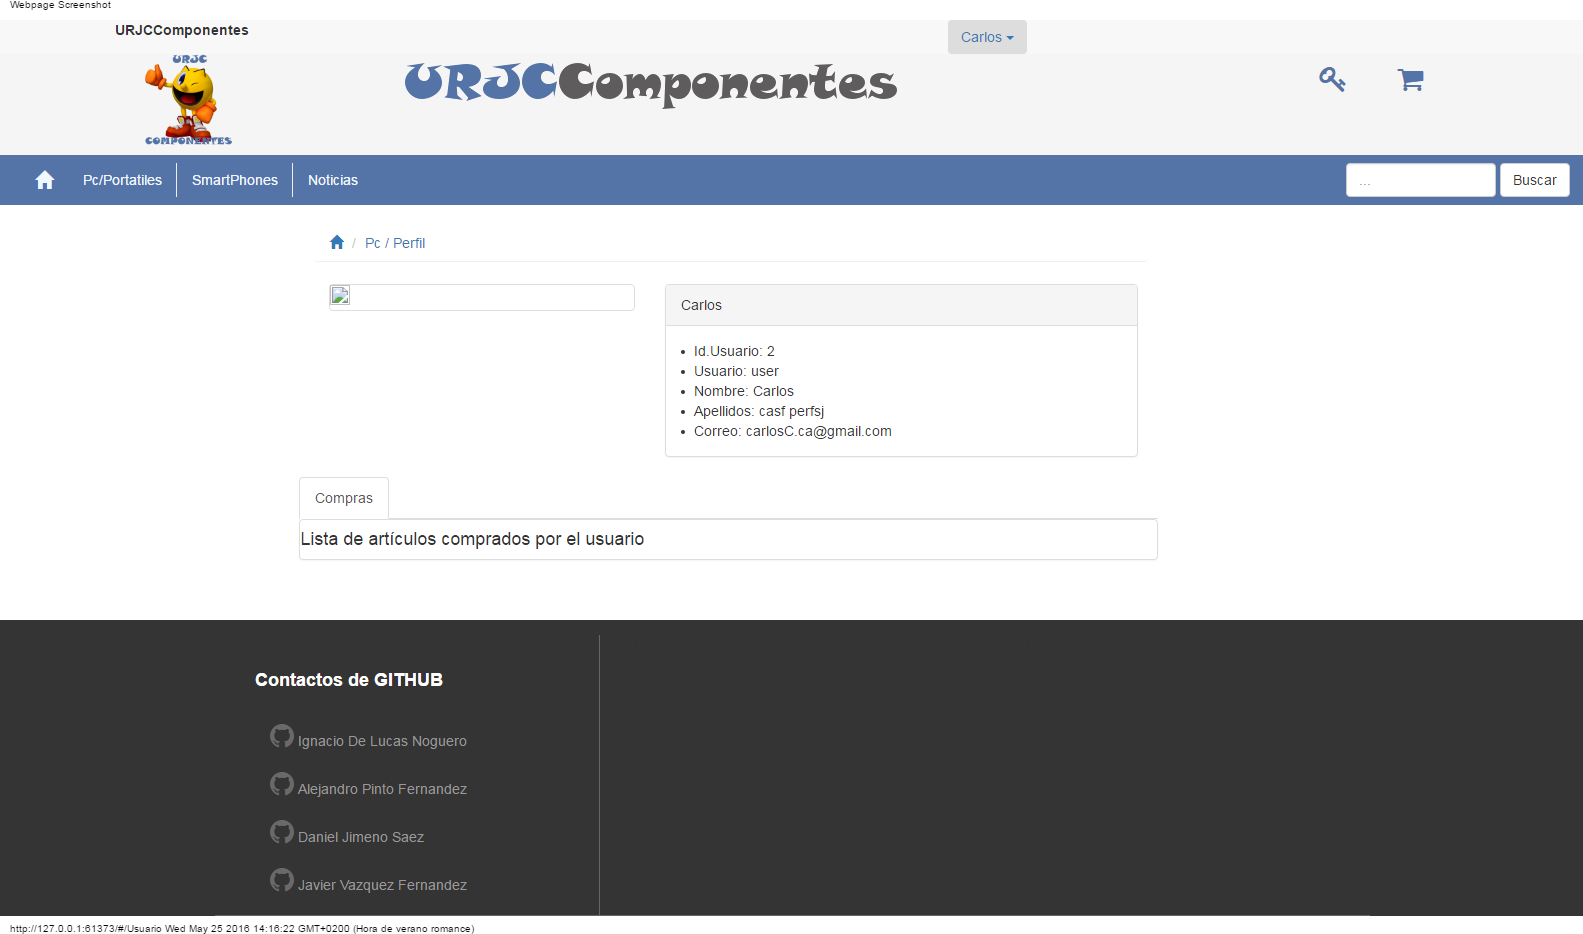 Webpage Screenshot
URJCComponentes
Carlos
URJC
COMPONENTES
URJCComponentes
Pc/Portatiles
SmartPhones
Noticias
...
Buscar
/ Pc / Perfil
Carlos
Id.Usuario: 2
Usuario: user
Nombre: Carlos
Apellidos: casf perfsj
Correo: carlosC.ca@gmail.com
Compras
Lista de artículos comprados por el usuario
Contactos de GITHUB
Ignacio De Lucas Noguero
Alejandro Pinto Fernandez
Daniel Jimeno Saez
Javier Vazquez Fernandez
http://127.0.0.1:61373/#/Usuario Wed May 25 2016 14:16:22 GMT+0200 (Hora de verano romance)